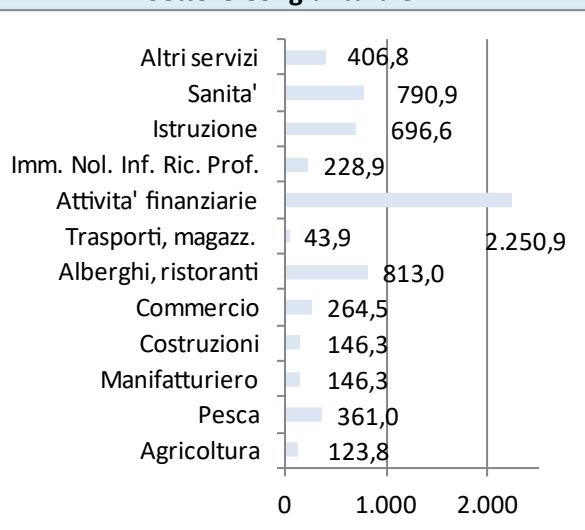 Altri servizi 406,8
Sanita' 790,9
Istruzione 696,6
Imm. Nol. Inf. Ric. Prof. 228,9
Attivita' finanziarie
Trasporti, magazz. 43,9 2.250,9
Alberghi, ristoranti 813,0
Commercio 264,5
Costruzioni 146,3
Manifatturiero 146,3
Pesca 361,0
Agricoltura 123,8
0 1.000 2.000